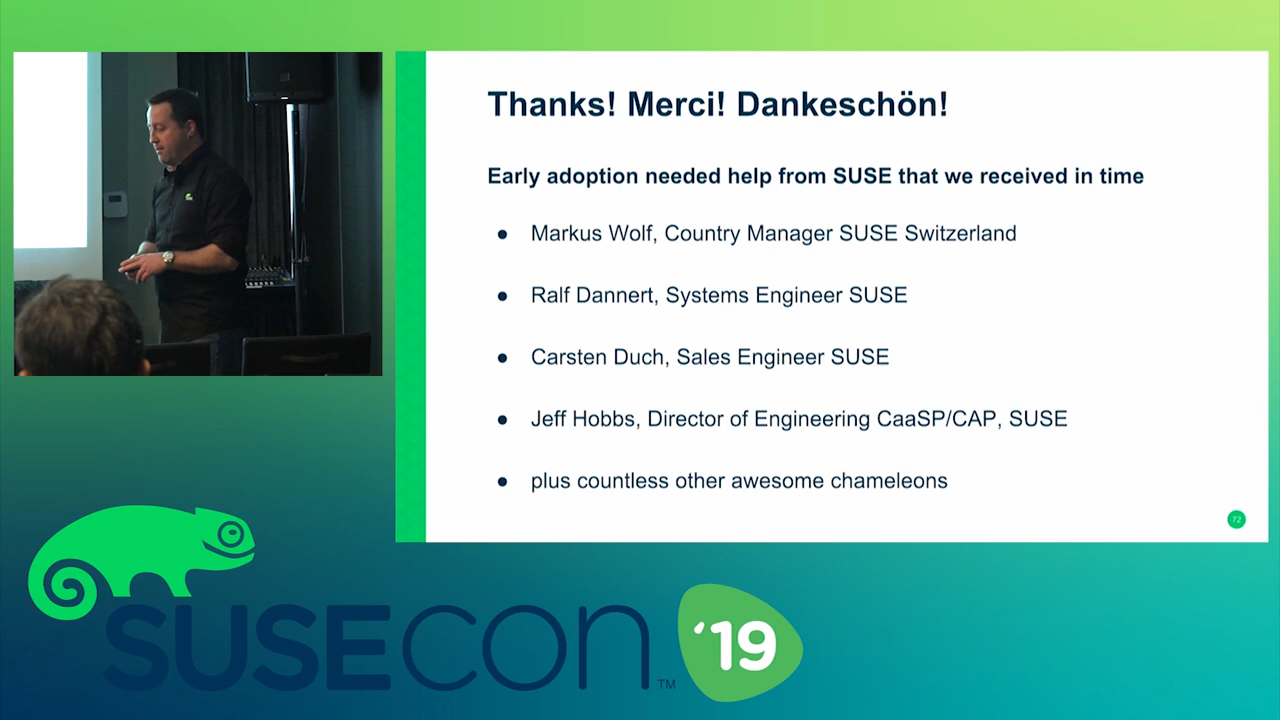 Thanks! Merci! Dankeschön!
Early adoption needed help from SUSE that we received in time
● Markus Wolf, Country Manager SUSE Switzerland
● Ralf Dannert, Systems Engineer SUSE
● Carsten Duch, Sales Engineer SUSE
● Jeff Hobbs, Director of Engineering CaaSP/CAP, SUSE
● plus countless other awesome chameleons
72
SUSECON ™ '19